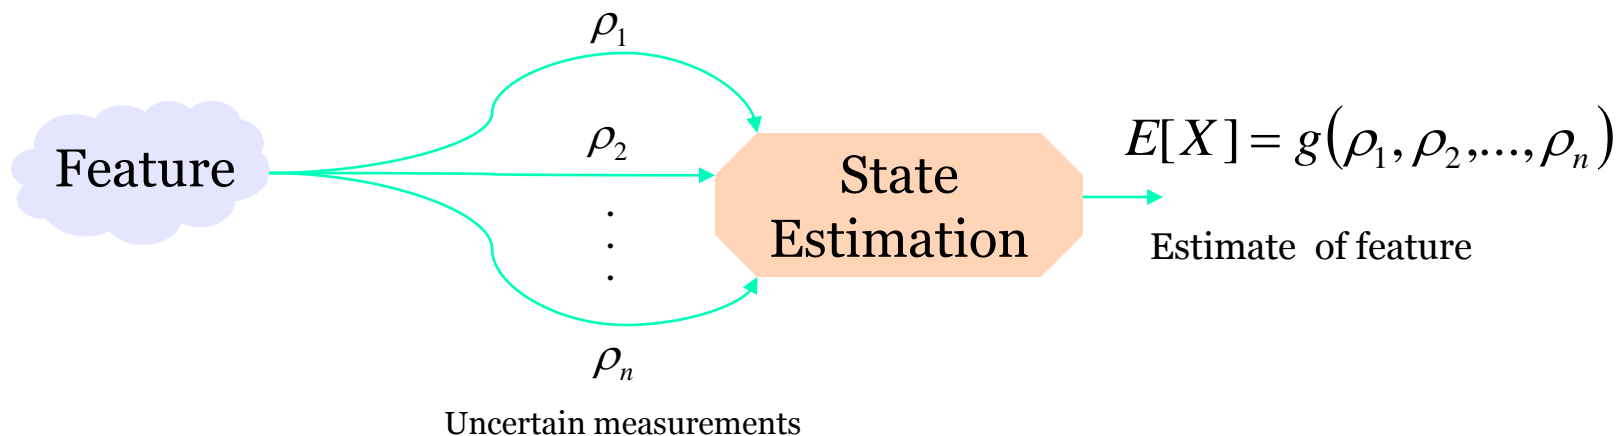 ρ1
Feature
ρ2
.
.
.
State
Estimation
E[X] = g(ρ1, ρ2,..., ρn)
Estimate of feature
ρn
Uncertain measurements